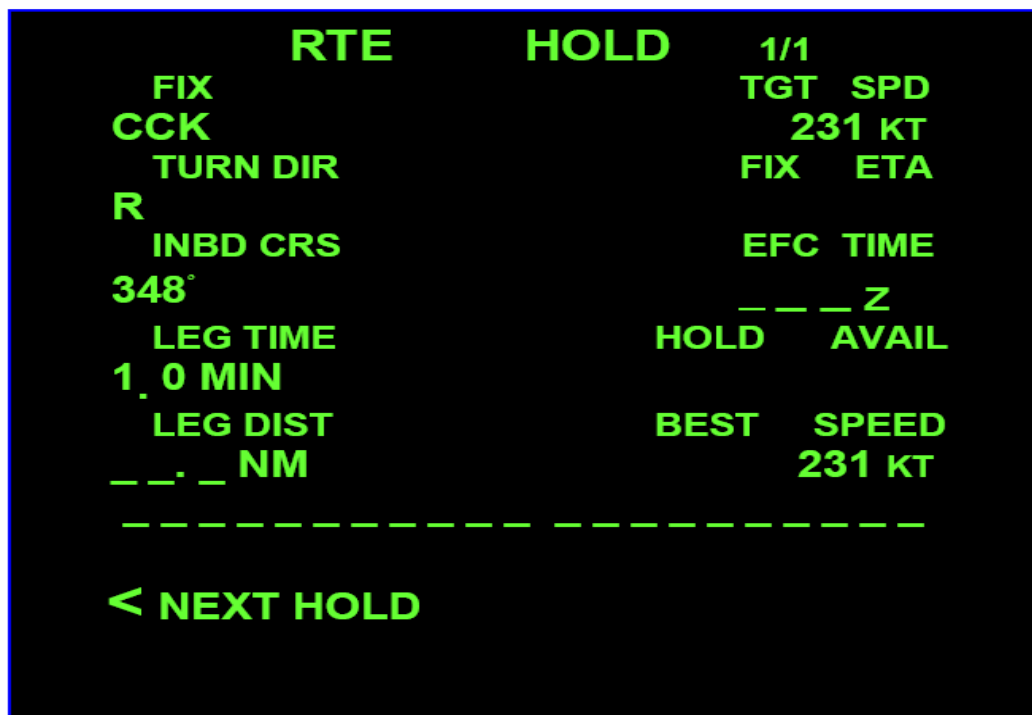 RTE HOLD 1/1
FIX TGT SPD
CCK 231 KT
TURN DIR FIX ETA
R
INBD CRS EFC TIME
348° _ _ _ Z
LEG TIME HOLD AVAIL
1.0 MIN
LEG DIST BEST SPEED
_ _._ NM 231 KT
_ _ _ _ _ _ _ _ _ _ _ _ _ _ _ _ _ _ _ _ _
< NEXT HOLD